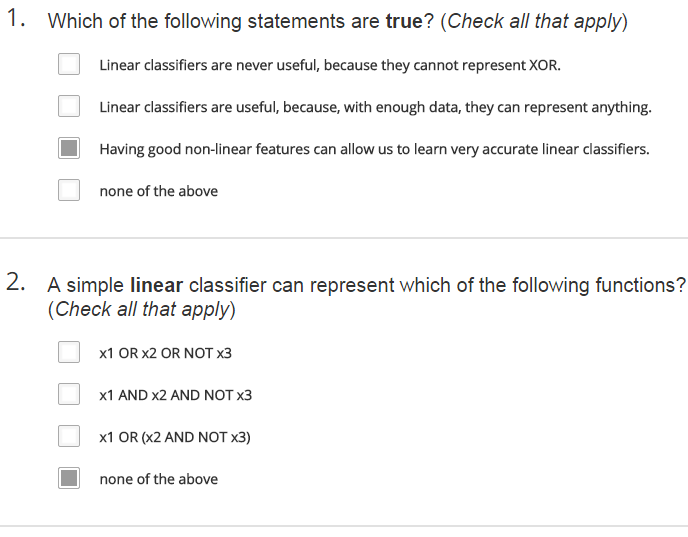 1. Which of the following statements are true? (Check all that apply)
Linear classifiers are never useful, because they cannot represent XOR.
Linear classifiers are useful, because, with enough data, they can represent anything.
Having good non-linear features can allow us to learn very accurate linear classifiers.
none of the above
2. A simple linear classifier can represent which of the following functions?
(Check all that apply)
x1 OR x2 OR NOT x3
x1 AND x2 AND NOT x3
x1 OR (x2 AND NOT x3)
none of the above